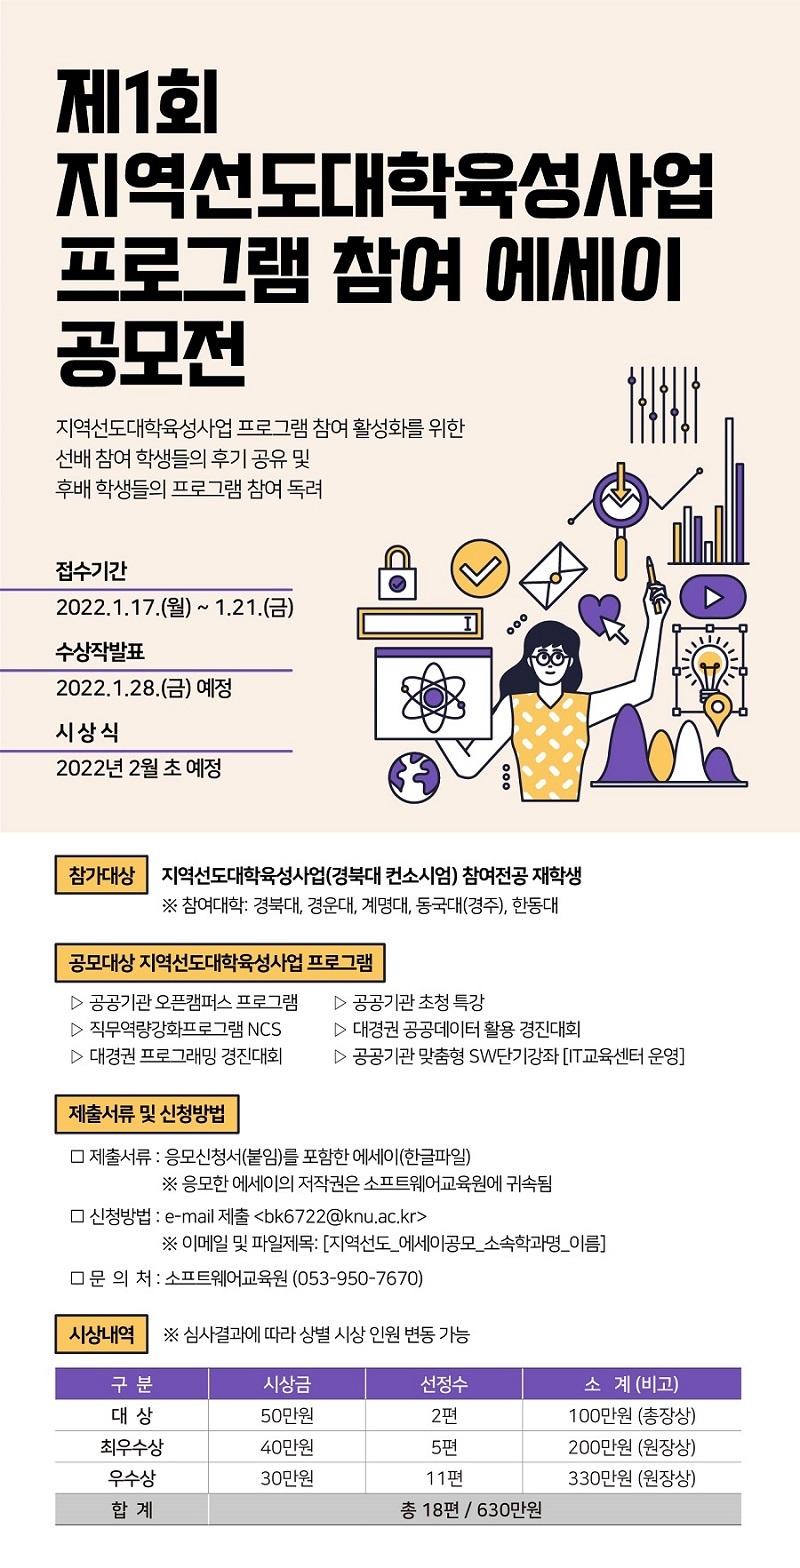 제1회
지역선도대학육성사업
프로그램 참여 에세이
공모전
지역선도대학육성사업 프로그램 참여 활성화를 위한
선배 참여 학생들의 후기 공유 및
후배 학생들의 프로그램 참여 독려
접수기간
2022.1.17.(월) ~ 1.21.(금)
수상작발표
2022.1.28.(금) 예정
시 상 식
2022년 2월 초 예정
참가대상 지역선도대학육성사업(경북대 컨소시엄) 참여전공 재학생
※ 참여대학: 경북대, 경운대, 계명대, 동국대(경주), 한동대
공모대상 지역선도대학육성사업 프로그램
▷ 공공기관 오픈캠퍼스 프로그램 ▷ 공공기관 초청 특강
▷ 직무역량강화프로그램 NCS ▷ 대경권 공공데이터 활용 경진대회
▷ 대경권 프로그래밍 경진대회 ▷ 공공기관 맞춤형 SW단기강좌 [IT교육센터 운영]
제출서류 및 신청방법
□ 제출서류 : 응모신청서(붙임)를 포함한 에세이(한글파일)
※ 응모한 에세이의 저작권은 소프트웨어교육원에 귀속됨
□ 신청방법 : e-mail 제출 <bk6722@knu.ac.kr>
※ 이메일 및 파일제목: [지역선도_에세이공모_소속학과명_이름]
□ 문 의 처 : 소프트웨어교육원 (053-950-7670)
시상내역 ※ 심사결과에 따라 상별 시상 인원 변동 가능
구 분 시상금 선정수 소 계 (비고)
대 상 50만원 2편 100만원 (총장상)
최우수상 40만원 5편 200만원 (원장상)
우수상 30만원 11편 330만원 (원장상)
합 계 총 18편 / 630만원